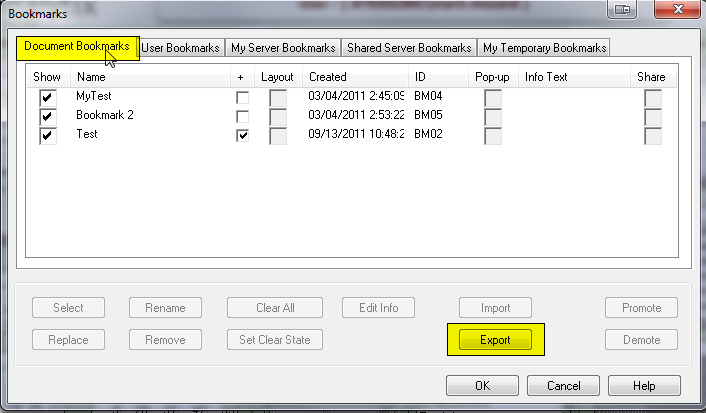 Bookmarks
Document Bookmarks User Bookmarks My Server Bookmarks Shared Server Bookmarks My Temporary Bookmarks
Show Name + Layout Created ID Pop-up Info Text Share
MyTest 03/04/2011 2:45:09 BM04
Bookmark 2 03/04/2011 2:53:22 BM05
Test 09/13/2011 10:48:2 BM02
Select Rename Clear All Edit Info Import Promote
Replace Remove Set Clear State Export Demote
OK Cancel Help